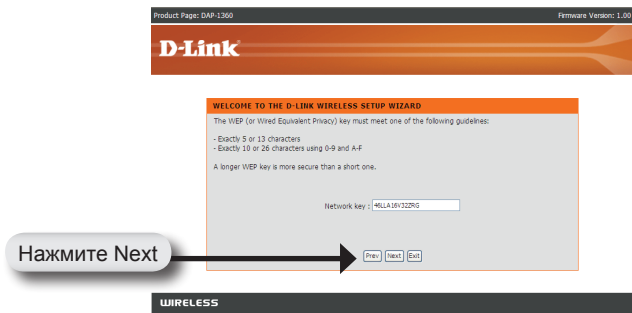 Product Page: DAP-1360 Firmware Version: 1.00
D-Link
WELCOME TO THE D-LINK WIRELESS SETUP WIZARD
The WEP (or Wired Equivalent Privacy) key must meet one of the following guidelines:
- Exactly 5 or 13 characters
- Exactly 10 or 26 characters using 0-9 and A-F
A longer WEP key is more secure than a short one.
Network key : 46LLA16V32ZRG
Нажмите Next
Prev Next Exit
WIRELESS